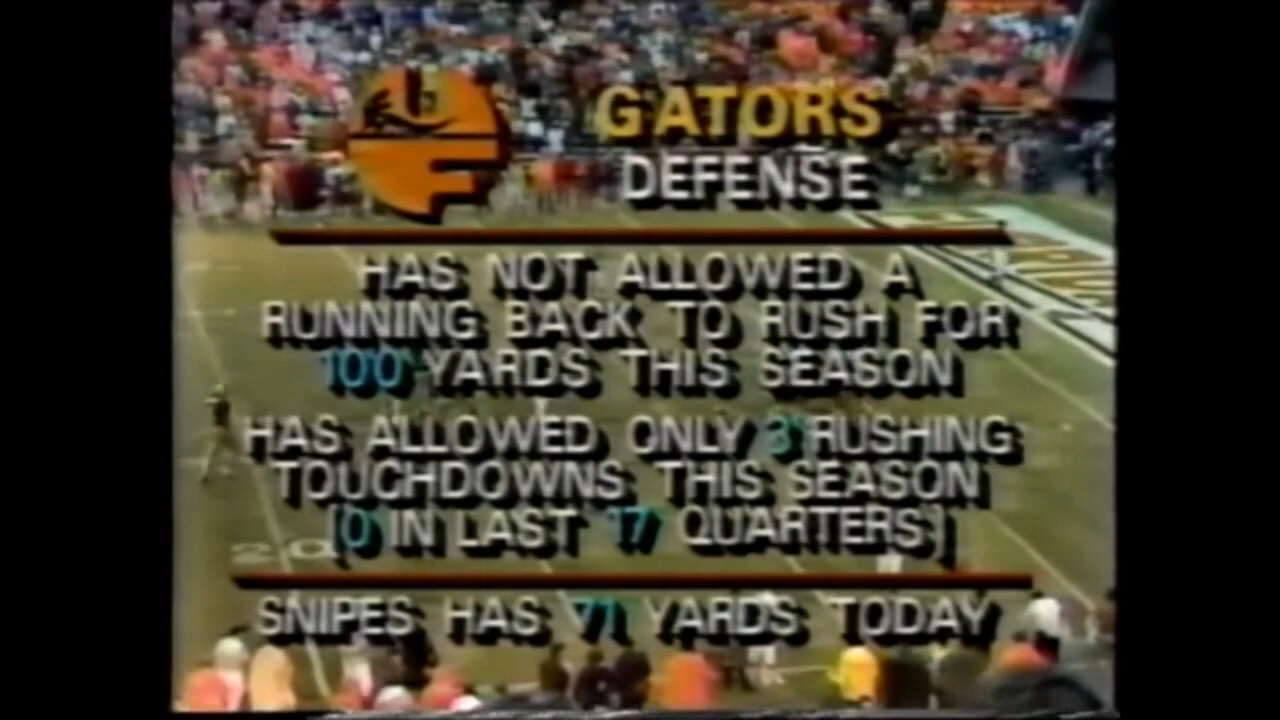 GATORS
DEFENSE
HAS NOT ALLOWED A
RUNNING BACK TO RUSH FOR
100 YARDS THIS SEASON
HAS ALLOWED ONLY 3 RUSHING
TOUCHDOWNS THIS SEASON
(0 IN LAST 17 QUARTERS)
20
SNIPES HAS 71 YARDS TODAY